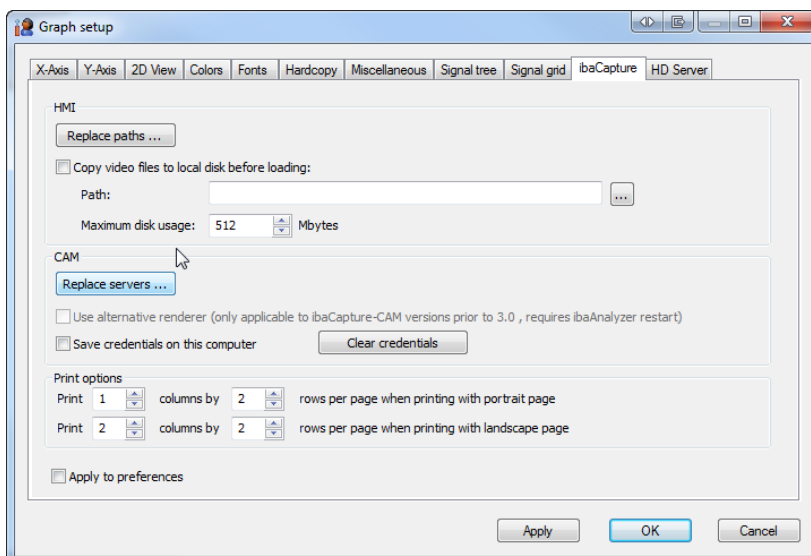 Graph setup
X-Axis Y-Axis 2D View Colors Fonts Hardcopy Miscellaneous Signal tree Signal grid ibaCapture HD Server
HMI
Replace paths ...
Copy video files to local disk before loading:
Path: ...
Maximum disk usage: 512 Mbytes
CAM
Replace servers ...
Use alternative renderer (only applicable to ibaCapture-CAM versions prior to 3.0 , requires ibaAnalyzer restart)
Save credentials on this computer Clear credentials
Print options
Print 1 columns by 2 rows per page when printing with portrait page
Print 2 columns by 2 rows per page when printing with landscape page
Apply to preferences
Apply OK Cancel